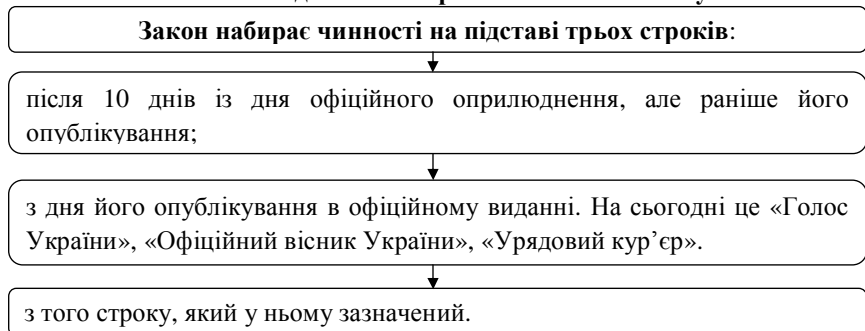 Закон набирає чинності на підставі трьох строків:
після 10 днів із дня офіційного оприлюднення, але раніше його
опублікування;
з дня його опублікування в офіційному виданні. На сьогодні це «Голос
України», «Офіційний вісник України», «Урядовий кур’єр».
з того строку, який у ньому зазначений.